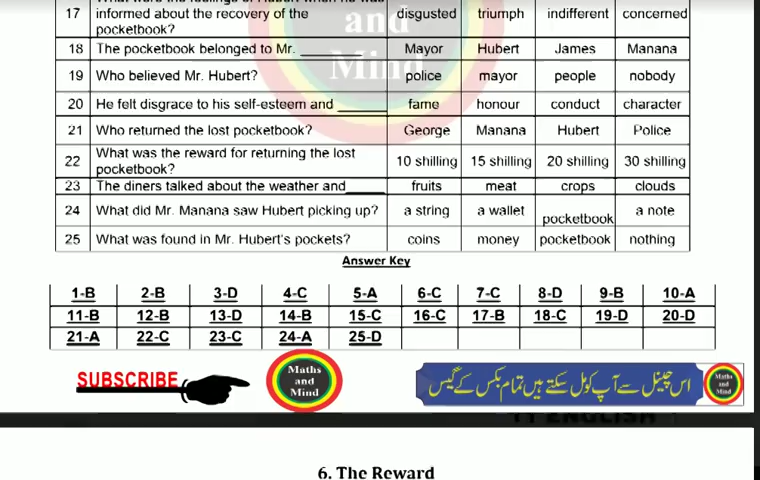 17 informed about the recovery of the pocketbook? disgusted triumph indifferent concerned
18 The pocketbook belonged to Mr. ________ Mayor Hubert James Manana
19 Who believed Mr. Hubert? police mayor people nobody
20 He felt disgrace to his self-esteem and ______ fame honour conduct character
21 Who returned the lost pocketbook? George Manana Hubert Police
22 What was the reward for returning the lost pocketbook? 10 shilling 15 shilling 20 shilling 30 shilling
23 The diners talked about the weather and_____ fruits meat crops clouds
24 What did Mr. Manana saw Hubert picking up? a string a wallet pocketbook a note
25 What was found in Mr. Hubert's pockets? coins money pocketbook nothing
and
Mind
Answer Key
1-B 2-B 3-D 4-C 5-A 6-C 7-C 8-D 9-B 10-A
11-B 12-B 13-D 14-B 15-C 16-C 17-B 18-C 19-D 20-D
21-A 22-C 23-C 24-A 25-D
SUBSCRIBE
Maths
and
Mind
اس چینل سے آپ کو مل سکتے ہیں تمام بکس کے گیس
Maths
and
Mind
6. The Reward